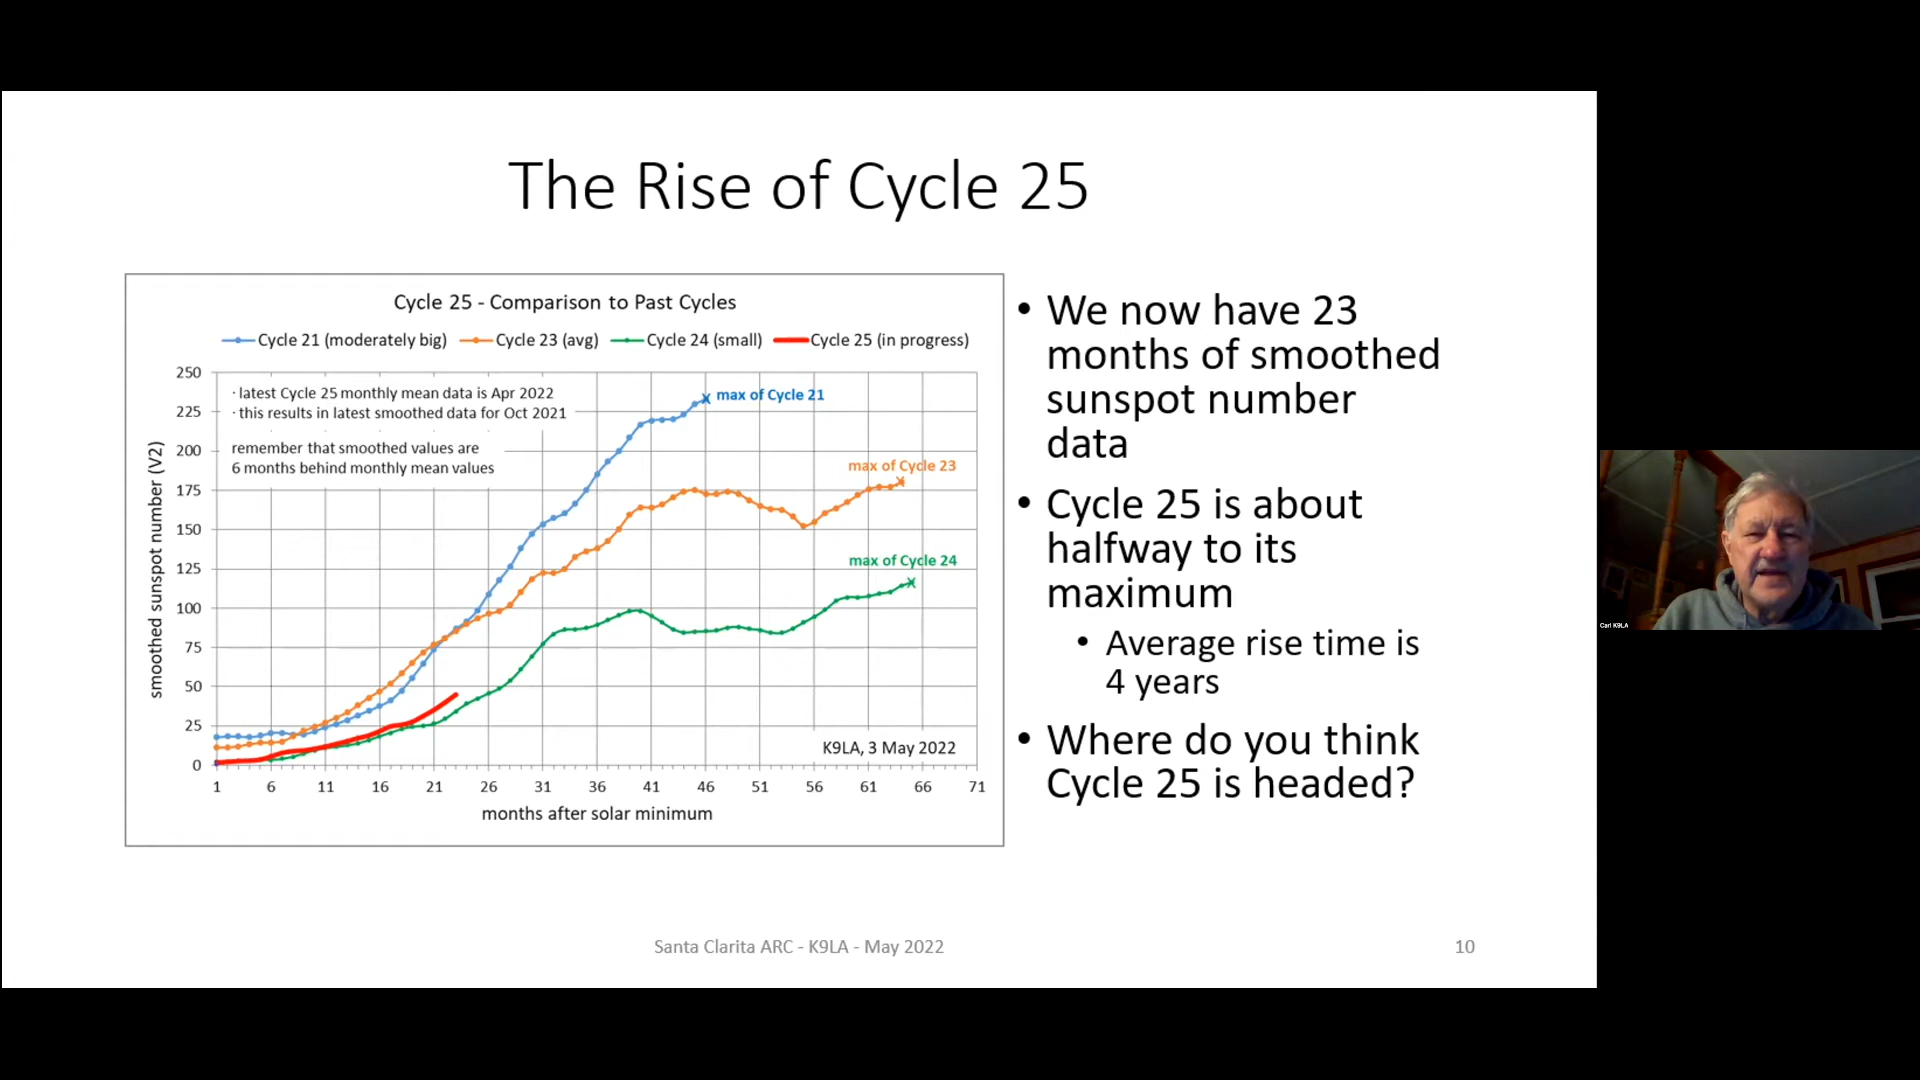 The Rise of Cycle 25
Cycle 25 - Comparison to Past Cycles
Cycle 21 (moderately big) Cycle 23 (avg) Cycle 24 (small) Cycle 25 (in progress)
· latest Cycle 25 monthly mean data is Apr 2022
· this results in latest smoothed data for Oct 2021
remember that smoothed values are
6 months behind monthly mean values
max of Cycle 21
max of Cycle 23
max of Cycle 24
K9LA, 3 May 2022
smoothed sunspot number (V2)
250
225
200
175
150
125
100
75
50
25
0
1 6 11 16 21 26 31 36 41 46 51 56 61 66 71
months after solar minimum
• We now have 23
months of smoothed
sunspot number
data
• Cycle 25 is about
halfway to its
maximum
• Average rise time is
4 years
• Where do you think
Cycle 25 is headed?
Santa Clarita ARC - K9LA - May 2022
10
Carl K9LA